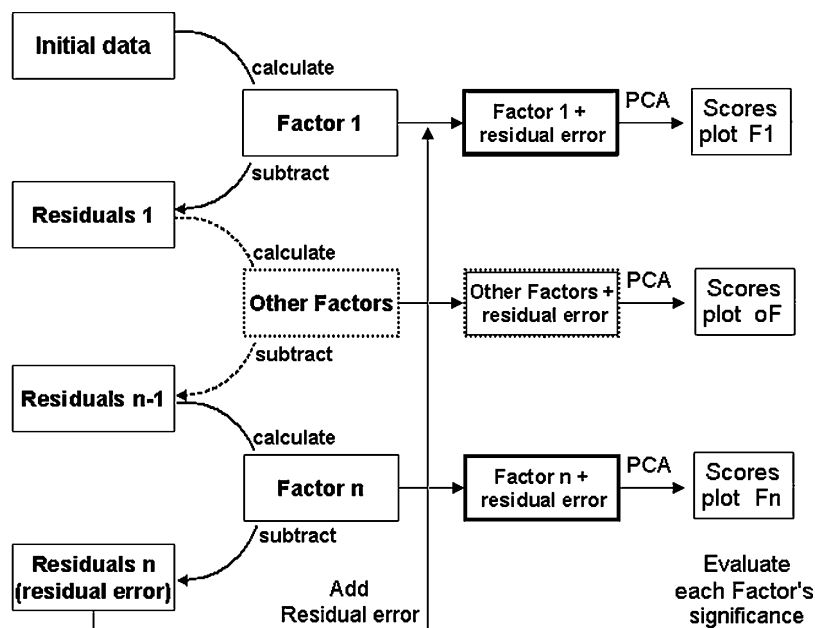 Initial data
calculate
Factor 1
Factor 1 +
residual error
PCA
Scores
plot F1
subtract
Residuals 1
calculate
Other Factors
Other Factors +
residual error
PCA
Scores
plot oF
subtract
Residuals n-1
calculate
Factor n
Factor n +
residual error
PCA
Scores
plot Fn
subtract
Residuals n
(residual error)
Add
Residual error
Evaluate
each Factor's
significance